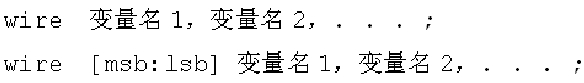 wire 变量名1，变量名2，. . . ;
wire [msb:lsb] 变量名1，变量名2，. . . ;